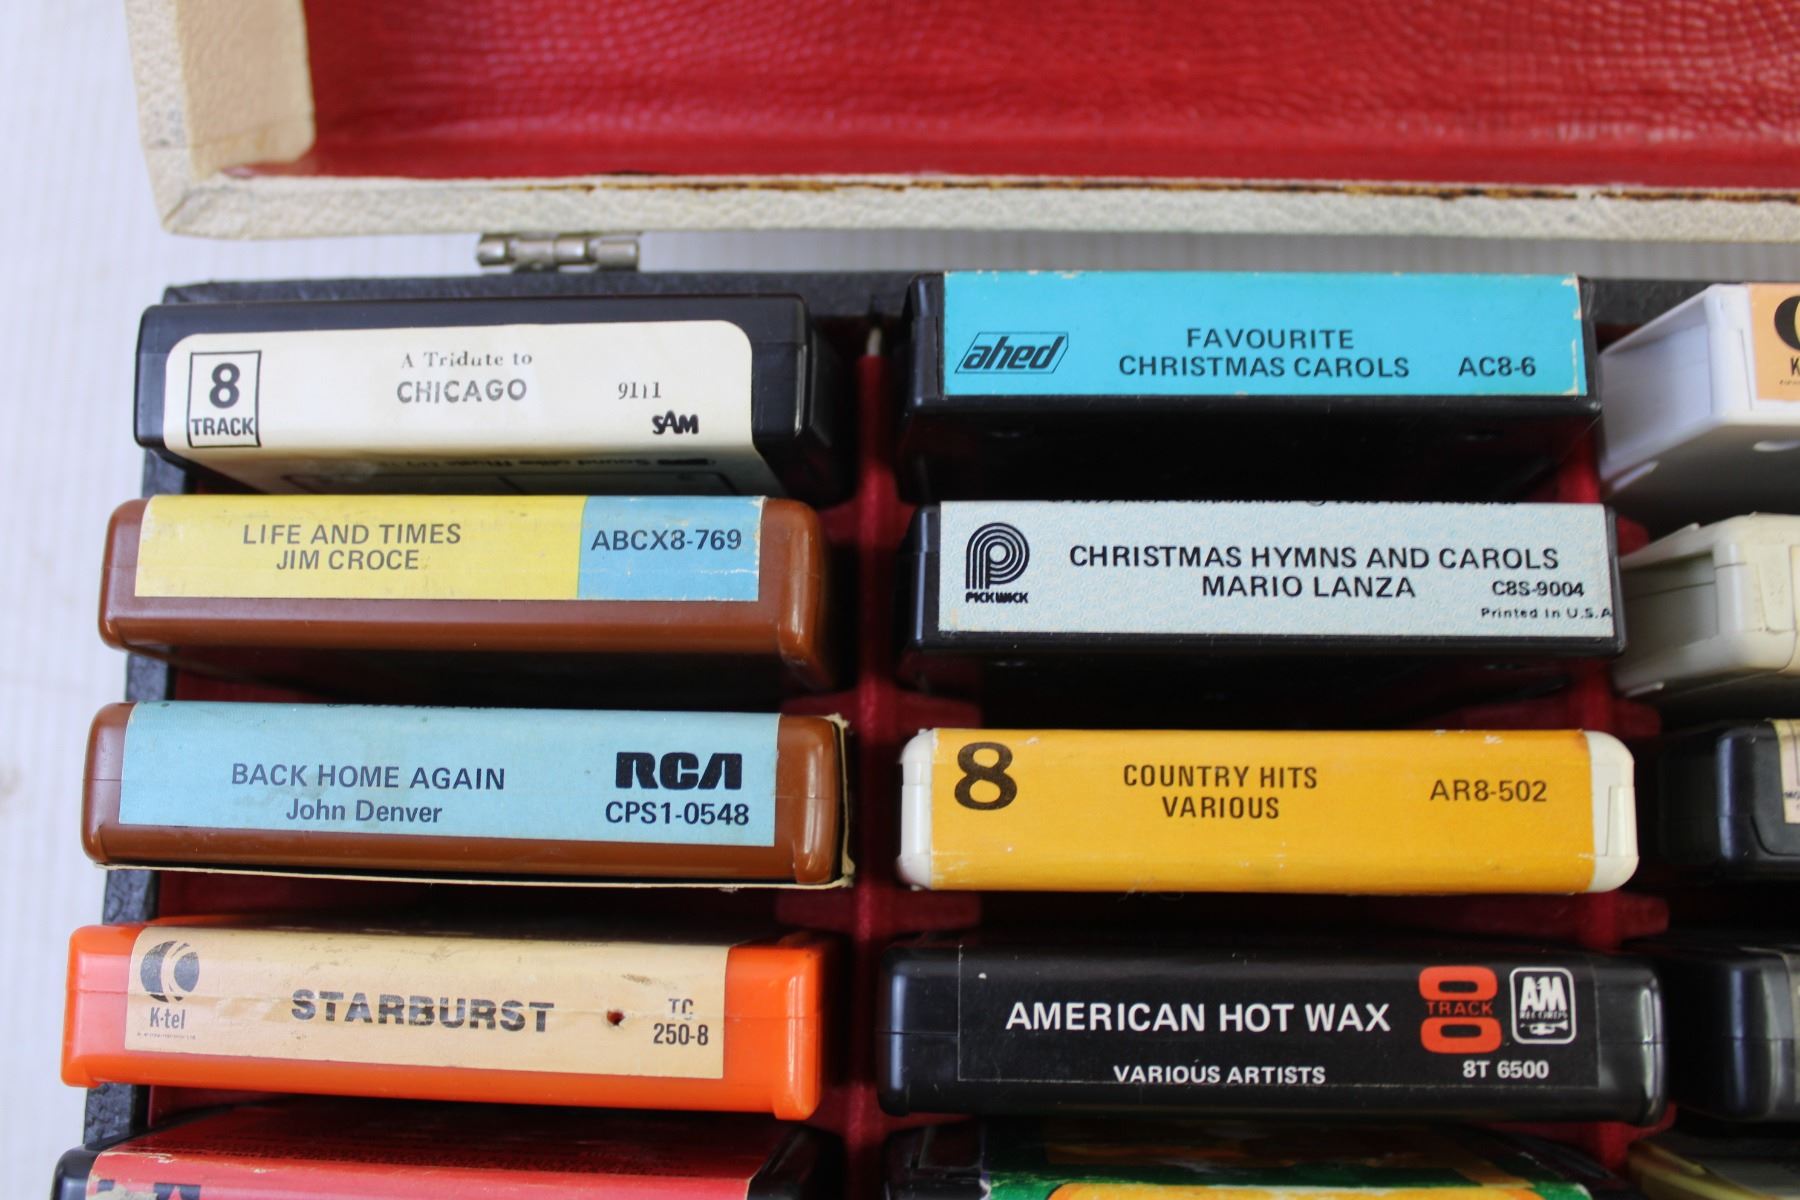 8
TRACK
A Tridute to
CHICAGO
9111
SAM
LIFE AND TIMES
JIM CROCE
ABCX8-769
BACK HOME AGAIN
John Denver
RCA
CPS1-0548
K-tel
STARBURST
TC
250-8
ahed
FAVOURITE
CHRISTMAS CAROLS
AC8-6
PICKWICK
CHRISTMAS HYMNS AND CAROLS
MARIO LANZA
C8S-9004
Printed in U.S.A
8
COUNTRY HITS
VARIOUS
AR8-502
AMERICAN HOT WAX
VARIOUS ARTISTS
8
TRACK
A&M
RECORDS
8T 6500